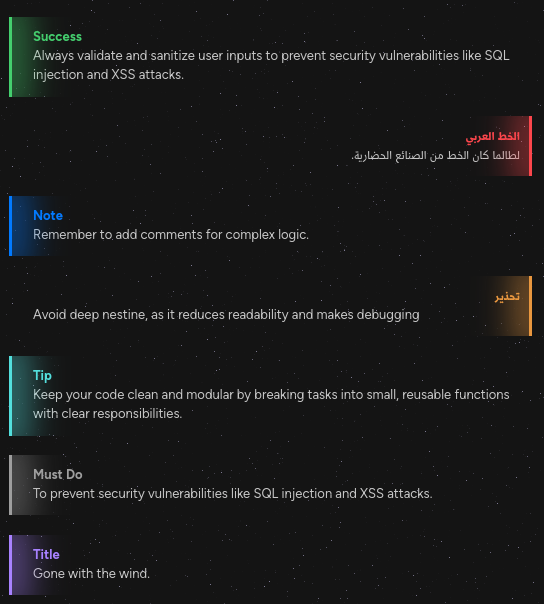 Success
Always validate and sanitize user inputs to prevent security vulnerabilities like SQL
injection and XSS attacks.
الخط العربي
لطالما كان الخط من الصنائع الحضارية.
Note
Remember to add comments for complex logic.
تحذير
Avoid deep nestine, as it reduces readability and makes debugging
Tip
Keep your code clean and modular by breaking tasks into small, reusable functions
with clear responsibilities.
Must Do
To prevent security vulnerabilities like SQL injection and XSS attacks.
Title
Gone with the wind.